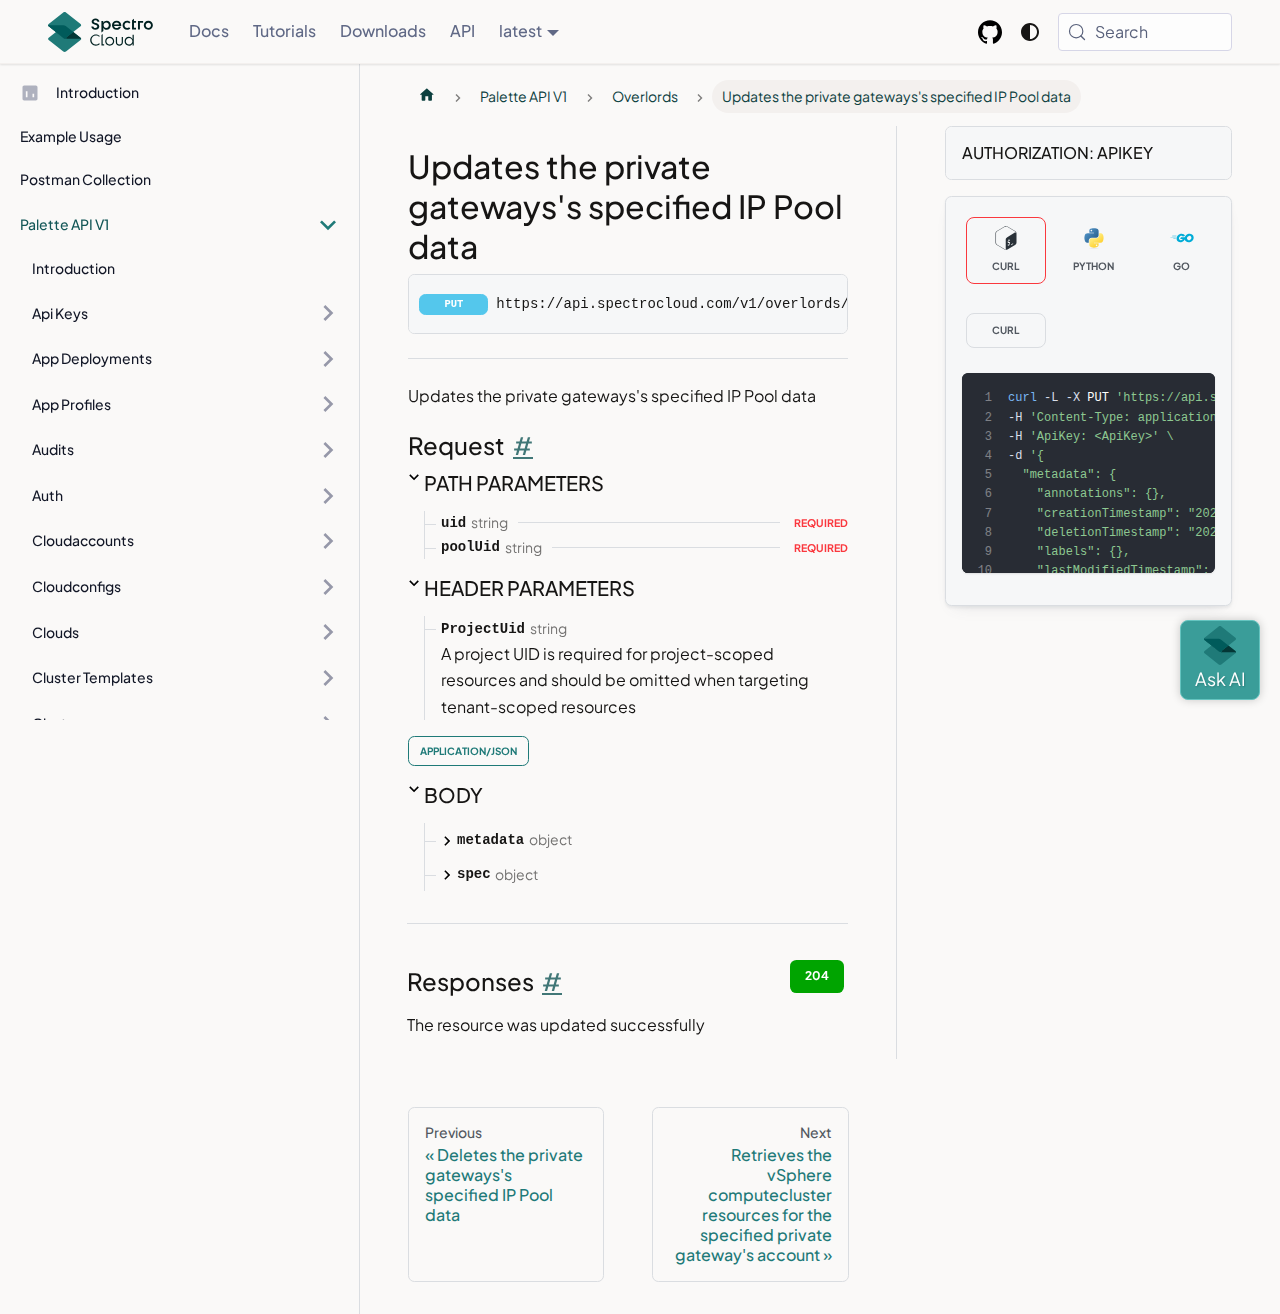 Spectro
Cloud
Docs
Tutorials
Downloads
API
latest
Search
Introduction
Example Usage
Postman Collection
Palette API V1
Introduction
Api Keys
App Deployments
App Profiles
Audits
Auth
Cloudaccounts
Cloudconfigs
Clouds
Cluster Templates
Palette API V1
Overlords
Updates the private gateways's specified IP Pool data
Updates the private
gateways's specified IP Pool
data
PUT https://api.spectrocloud.com/v1/overlords/
Updates the private gateways's specified IP Pool data
Request #
PATH PARAMETERS
uid string REQUIRED
poolUid string REQUIRED
HEADER PARAMETERS
ProjectUid string
A project UID is required for project-scoped
resources and should be omitted when targeting
tenant-scoped resources
APPLICATION/JSON
BODY
metadata object
spec object
Responses #
204
The resource was updated successfully
Previous
« Deletes the private
gateways's
specified IP Pool
data
Next
Retrieves the
vSphere
computecluster
resources for the
specified private
gateway's account »
AUTHORIZATION: APIKEY
CURL
PYTHON
GO
CURL
1 curl -L -X PUT 'https://api.s
2 -H 'Content-Type: application
3 -H 'ApiKey: <ApiKey>' \
4 -d '{
5 "metadata": {
6 "annotations": {},
7 "creationTimestamp": "202
8 "deletionTimestamp": "202
9 "labels": {},
10 "lastModifiedTimestamp":
Ask AI